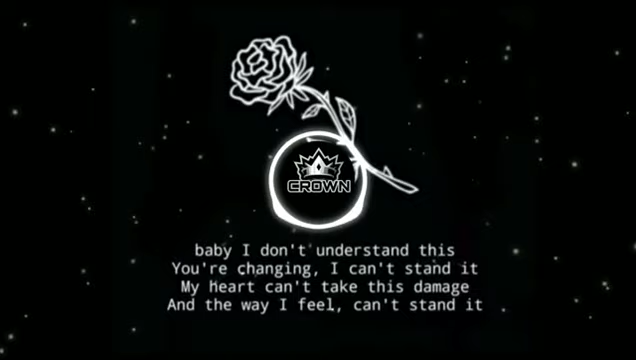 CROWN
baby I don't understand this
You're changing, I can't stand it
My heart can't take this damage
And the way I feel, can't stand it